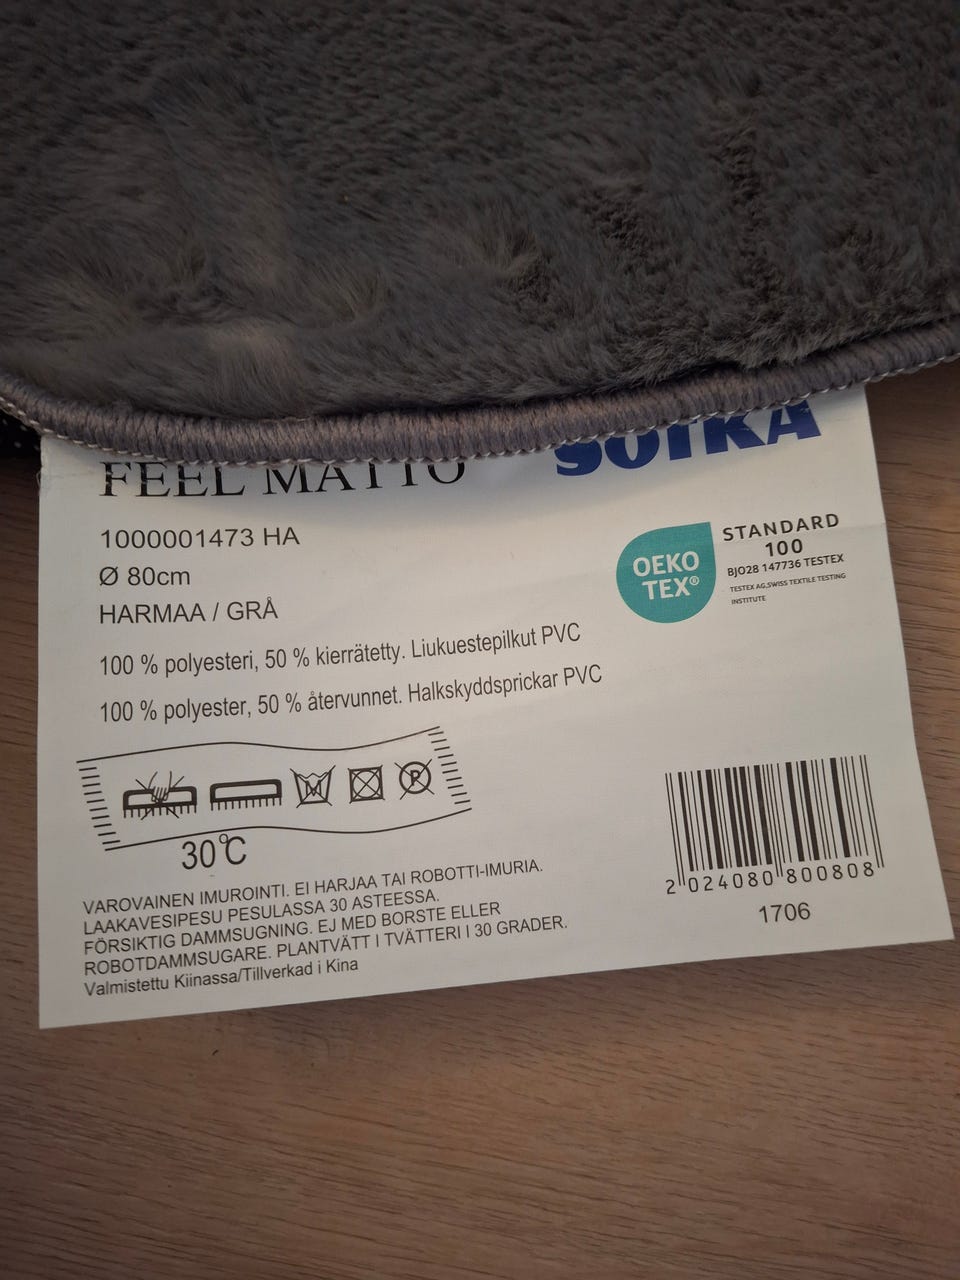 FEEL MATTO
SOTKA
1000001473 HA
Ø 80cm
HARMAA / GRÅ
OEKO
TEX®
STANDARD
100
BJ028 147736 TESTEX
TESTEX AG,SWISS TEXTILE TESTING
INSTITUTE
100 % polyesteri, 50 % kierrätetty. Liukuestepilkut PVC
100 % polyester, 50 % återvunnet. Halkskyddsprickar PVC
M
P
30°C
VAROVAINEN IMUROINTI. EI HARJAA TAI ROBOTTI-IMURIA.
LAAKAVESIPESU PESULASSA 30 ASTEESSA.
FÖRSIKTIG DAMMSUGNING. EJ MED BORSTE ELLER
ROBOTDAMMSUGARE. PLANTVÄTT I TVÄTTERI I 30 GRADER.
Valmistettu Kiinassa/Tillverkad i Kina
2 024080 800808
1706